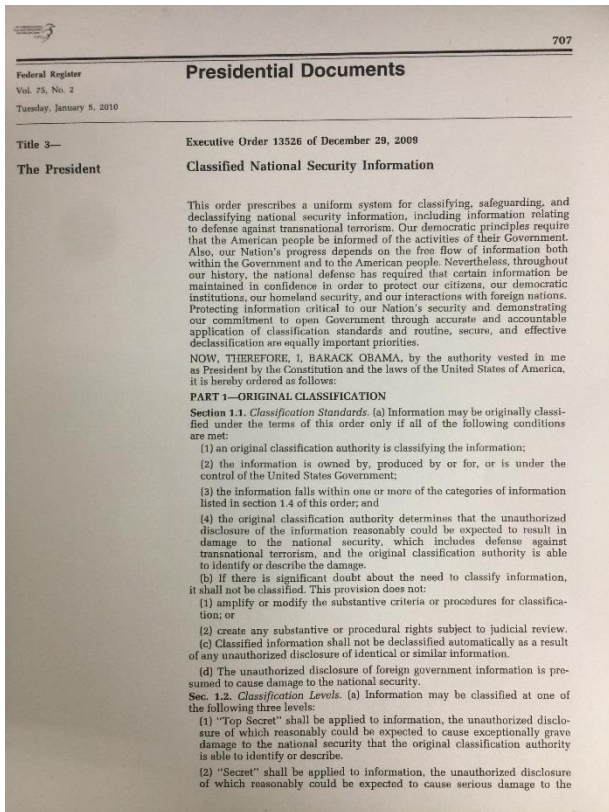 707
Federal Register
Vol. 75, No. 2
Tuesday, January 5, 2010
Presidential Documents
Title 3—
The President
Executive Order 13526 of December 29, 2009
Classified National Security Information
This order prescribes a uniform system for classifying, safeguarding, and
declassifying national security information, including information relating
to defense against transnational terrorism. Our democratic principles require
that the American people be informed of the activities of their Government.
Also, our Nation's progress depends on the free flow of information both
within the Government and to the American people. Nevertheless, throughout
our history, the national defense has required that certain information be
maintained in confidence in order to protect our citizens, our democratic
institutions, our homeland security, and our interactions with foreign nations.
Protecting information critical to our Nation's security and demonstrating
our commitment to open Government through accurate and accountable
application of classification standards and routine, secure, and effective
declassification are equally important priorities.
NOW, THEREFORE, I, BARACK OBAMA, by the authority vested in me
as President by the Constitution and the laws of the United States of America,
it is hereby ordered as follows:
PART 1—ORIGINAL CLASSIFICATION
Section 1.1. Classification Standards. (a) Information may be originally classi-
fied under the terms of this order only if all of the following conditions
are met:
(1) an original classification authority is classifying the information;
(2) the information is owned by, produced by or for, or is under the
control of the United States Government;
(3) the information falls within one or more of the categories of information
listed in section 1.4 of this order; and
(4) the original classification authority determines that the unauthorized
disclosure of the information reasonably could be expected to result in
damage to the national security, which includes defense against
transnational terrorism, and the original classification authority is able
to identify or describe the damage.
(b) If there is significant doubt about the need to classify information,
it shall not be classified. This provision does not:
(1) amplify or modify the substantive criteria or procedures for classifica-
tion; or
(2) create any substantive or procedural rights subject to judicial review.
(c) Classified information shall not be declassified automatically as a result
of any unauthorized disclosure of identical or similar information.
(d) The unauthorized disclosure of foreign government information is pre-
sumed to cause damage to the national security.
Sec. 1.2. Classification Levels. (a) Information may be classified at one of
the following three levels:
(1) "Top Secret" shall be applied to information, the unauthorized disclo-
sure of which reasonably could be expected to cause exceptionally grave
damage to the national security that the original classification authority
is able to identify or describe.
(2) "Secret" shall be applied to information, the unauthorized disclosure
of which reasonably could be expected to cause serious damage to the